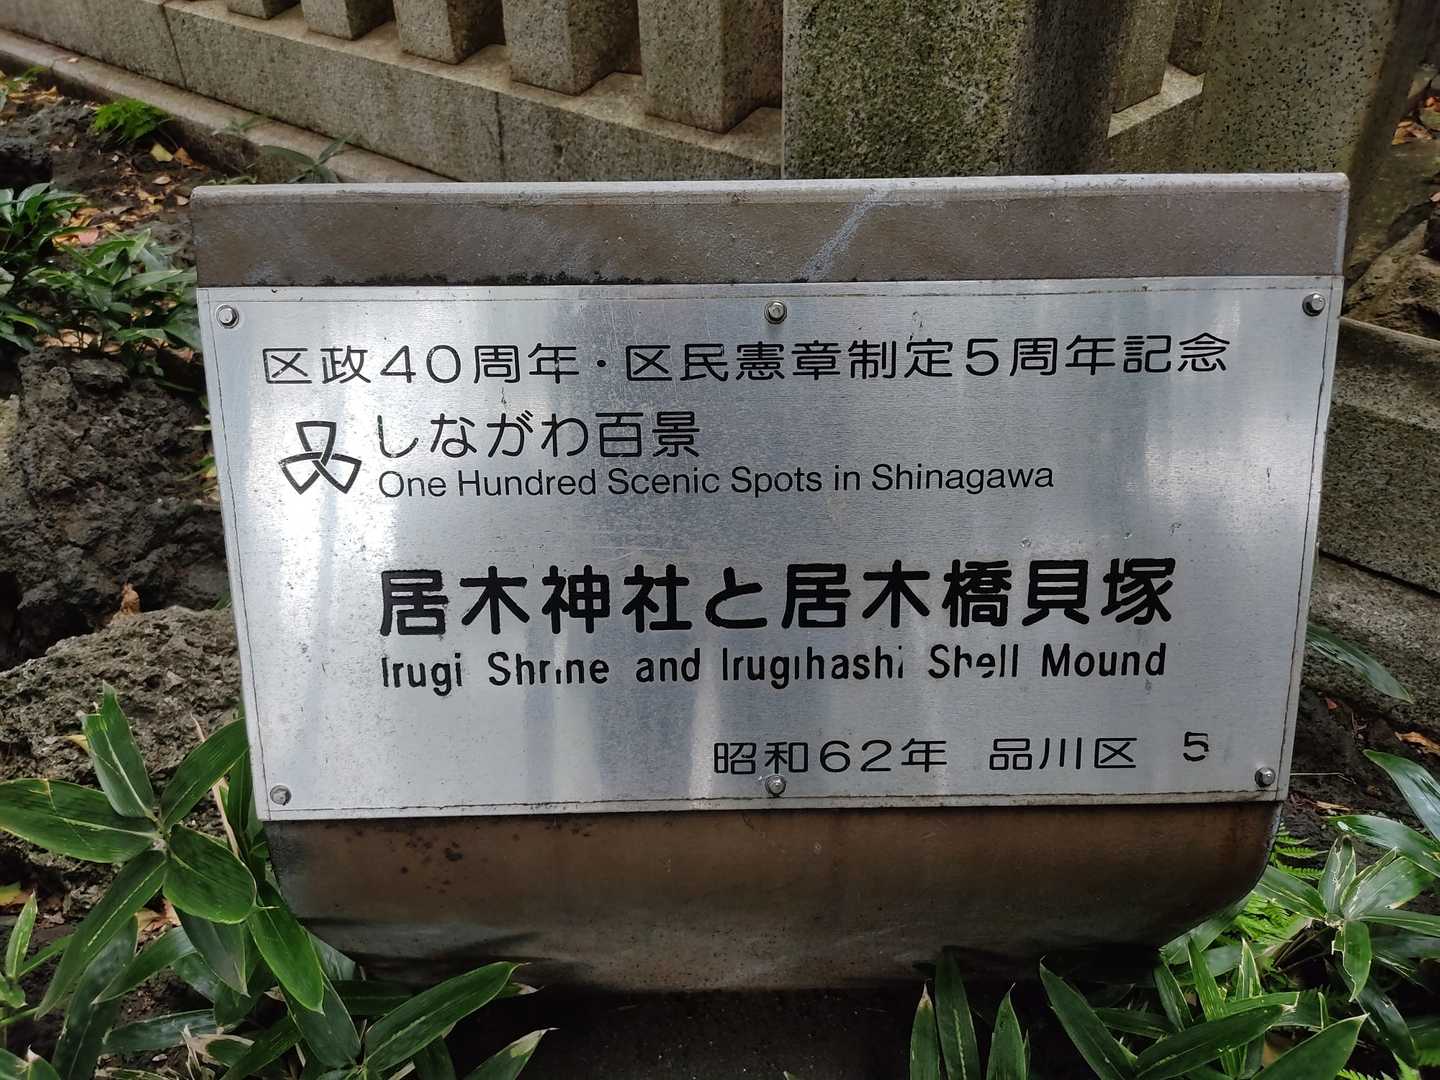 区政40周年・区民憲章制定5周年記念
しながわ百景
One Hundred Scenic Spots in Shinagawa
居木神社と居木橋貝塚
Irugi Shrine and Irugihashi Shell Mound
昭和62年 品川区 5